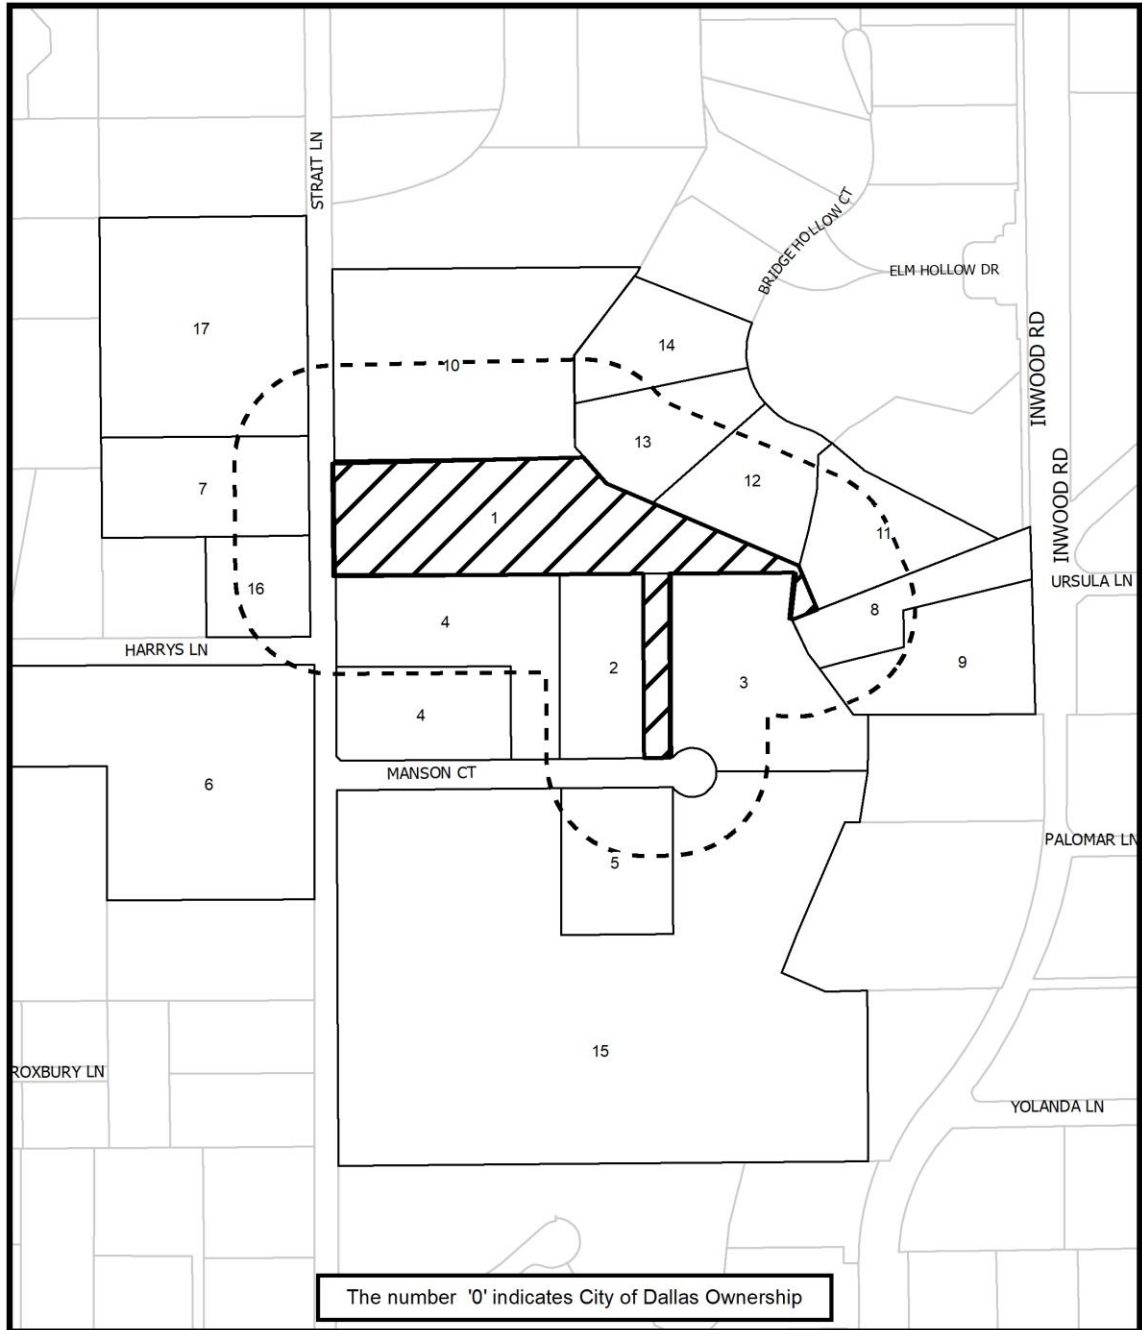 STRAIT LN
BRIDGE HOLLOW CT
ELM HOLLOW DR
17
INWOOD RD
14
10
13
12
7
INWOOD RD
1
11
URSULA LN
16
8
4
HARRYS LN
2
9
3
4
MANSON CT
6
PALOMAR LN
5
15
ROXBURY LN
YOLANDA LN
The number '0' indicates City of Dallas Ownership